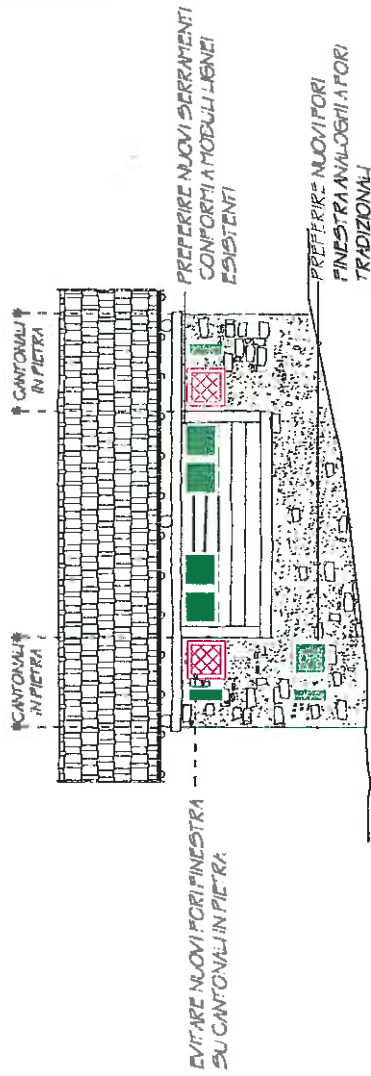 CANTONALI
IN PIETRA
CANTONALI
IN PIETRA
EVITARE NUOVI FORI FINESTRA
SU CANTONALI IN PIETRA
PREFERIRE NUOVI SERRAMENTI
CONFORMI A MODULI LIGNEI
ESISTENTI
PREFERIRE NUOVI FORI
FINESTRA ANALOGHI A FORI
TRADIZIONALI